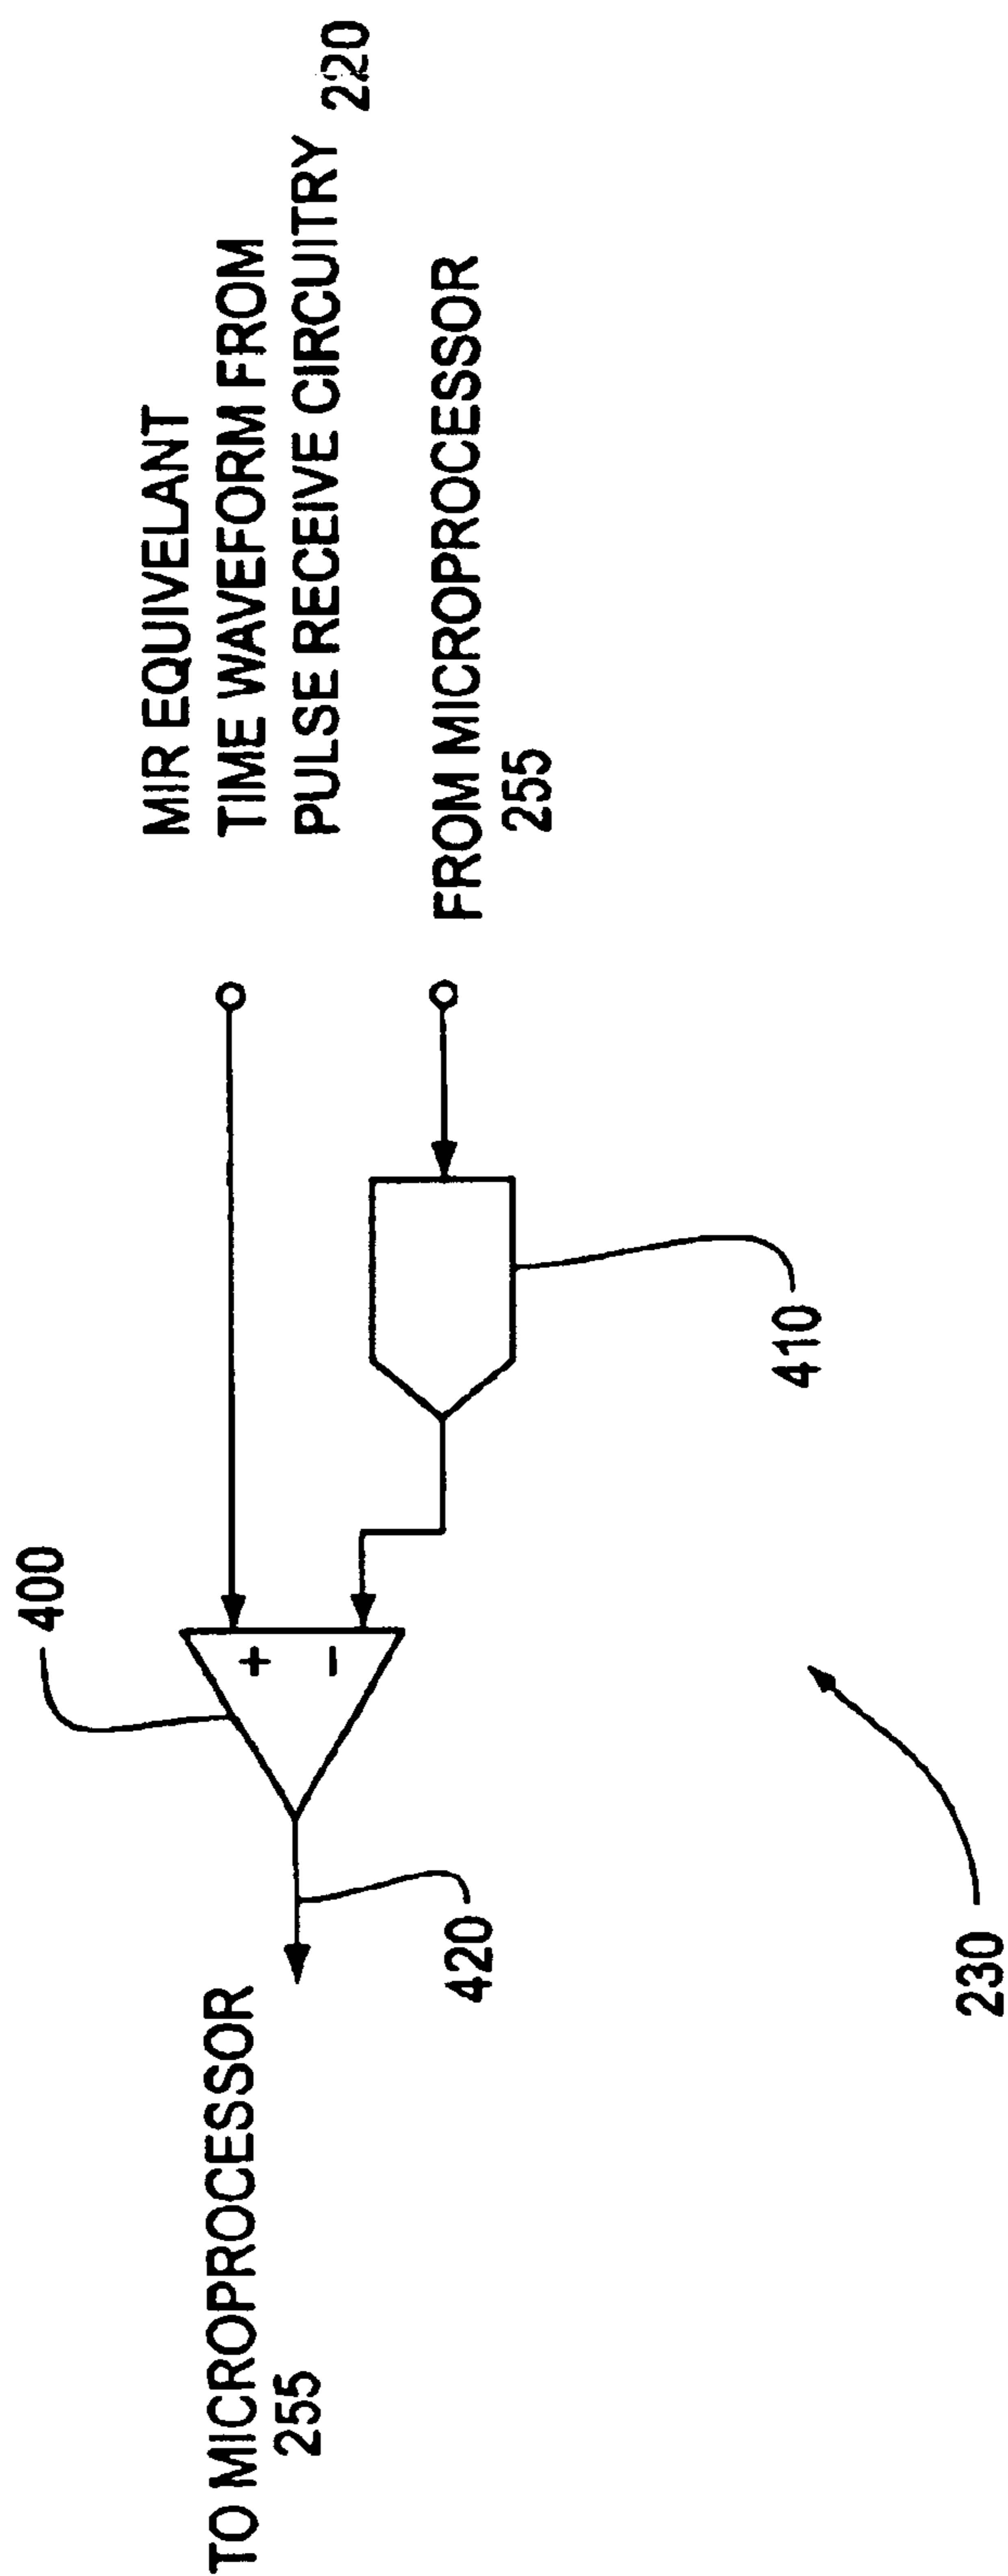 MIR EQUIVELANT
TIME WAVEFORM FROM
PULSE RECEIVE CIRCUITRY 220
FROM MICROPROCESSOR
255
400
+
−
410
420
TO MICROPROCESSOR
255
230